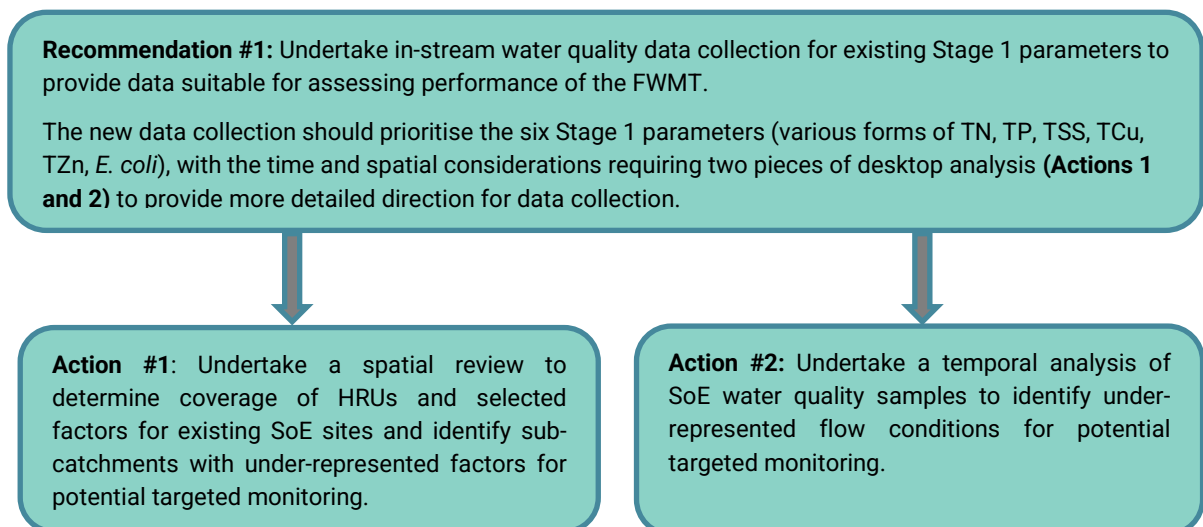 Recommendation #1: Undertake in-stream water quality data collection for existing Stage 1 parameters to
provide data suitable for assessing performance of the FWMT.
The new data collection should prioritise the six Stage 1 parameters (various forms of TN, TP, TSS, TCu,
TZn, E. coli), with the time and spatial considerations requiring two pieces of desktop analysis (Actions 1
and 2) to provide more detailed direction for data collection.
Action #1: Undertake a spatial review to
determine coverage of HRUs and selected
factors for existing SoE sites and identify sub-
catchments with under-represented factors for
potential targeted monitoring.
Action #2: Undertake a temporal analysis of
SoE water quality samples to identify under-
represented flow conditions for potential
targeted monitoring.